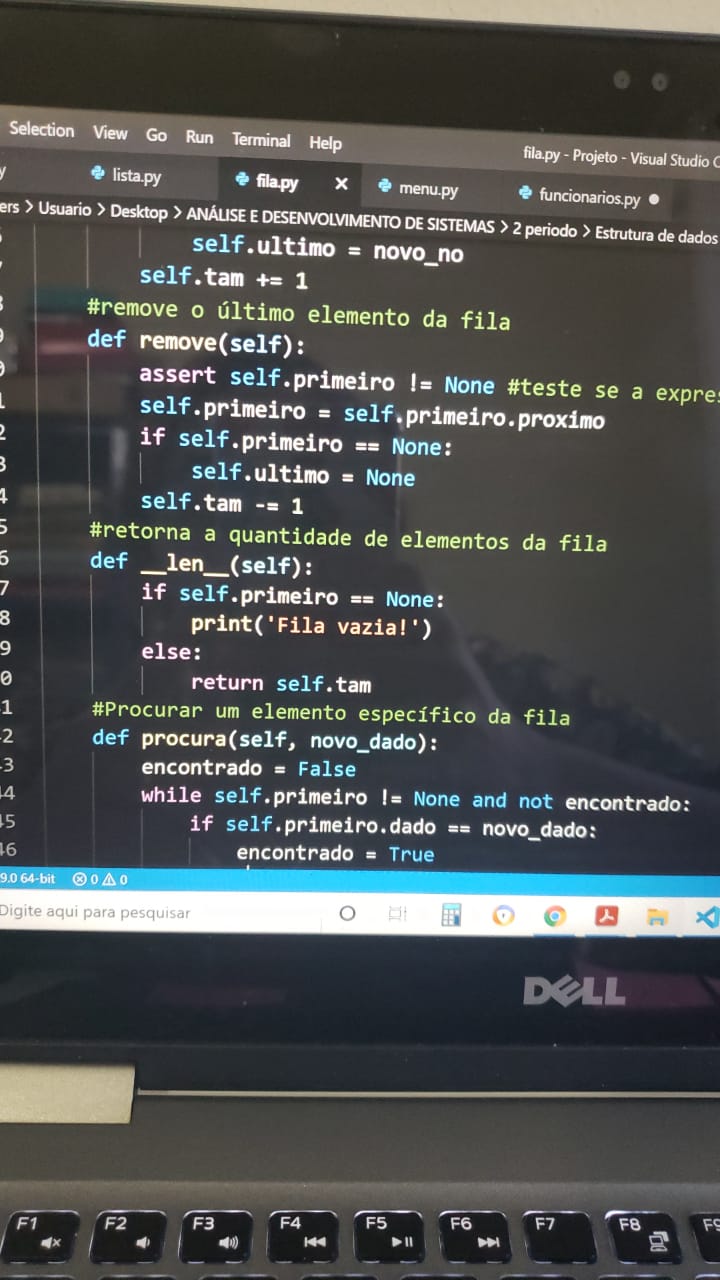 Selection View Go Run Terminal Help fila.py - Projeto - Visual Studio
lista.py fila.py × menu.py funcionarios.py ●
> Usuario > Desktop > ANÁLISE E DESENVOLVIMENTO DE SISTEMAS > 2 periodo > Estrutura de dados
self.ultimo = novo_no
self.tam += 1
#remove o último elemento da fila
def remove(self):
assert self.primeiro != None #teste se a expres
self.primeiro = self.primeiro.proximo
if self.primeiro == None:
self.ultimo = None
self.tam -= 1
#retorna a quantidade de elementos da fila
def __len__(self):
if self.primeiro == None:
print('Fila vazia!')
else:
return self.tam
#Procurar um elemento específico da fila
def procura(self, novo_dado):
encontrado = False
while self.primeiro != None and not encontrado:
if self.primeiro.dado == novo_dado:
encontrado = True
9.0 64-bit 0 0
Digite aqui para pesquisar
DELL
F1 F2 F3 F4 F5 F6 F7 F8 F9